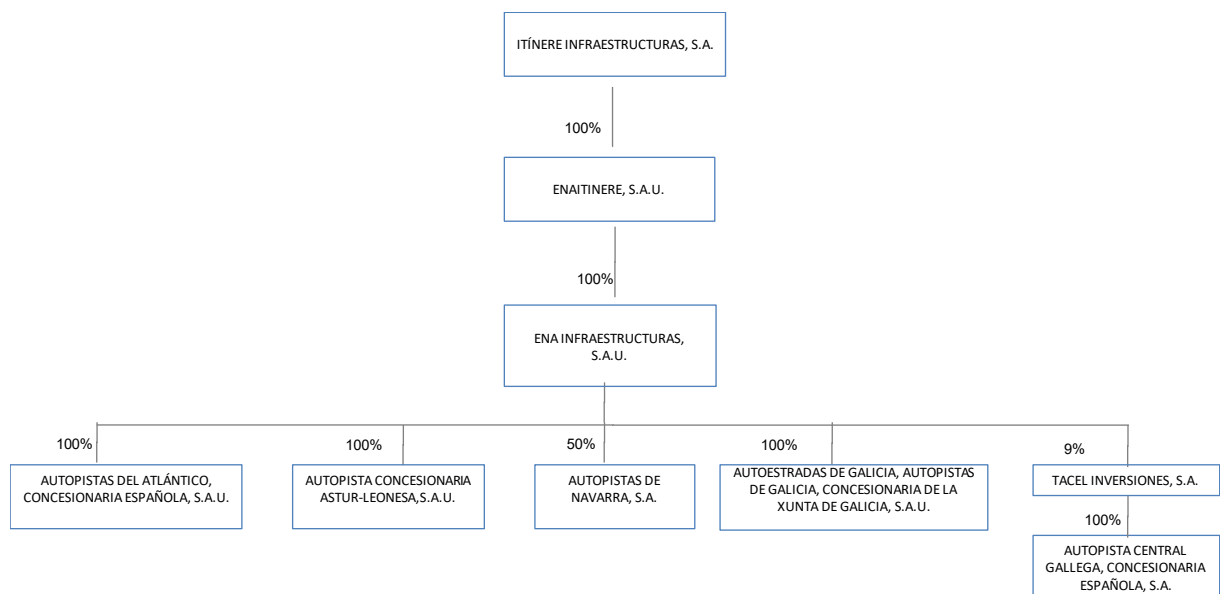 ITÍNERE INFRAESTRUCTURAS, S.A.
100%
ENAITINERE, S.A.U.
100%
ENA INFRAESTRUCTURAS,
S.A.U.
100%
AUTOPISTAS DEL ATLÁNTICO,
CONCESIONARIA ESPAÑOLA, S.A.U.
100%
AUTOPISTA CONCESIONARIA
ASTUR-LEONESA,S.A.U.
50%
AUTOPISTAS DE
NAVARRA, S.A.
100%
AUTOESTRADAS DE GALICIA, AUTOPISTAS
DE GALICIA, CONCESIONARIA DE LA
XUNTA DE GALICIA, S.A.U.
9%
TACEL INVERSIONES, S.A.
100%
AUTOPISTA CENTRAL
GALLEGA, CONCESIONARIA
ESPAÑOLA, S.A.